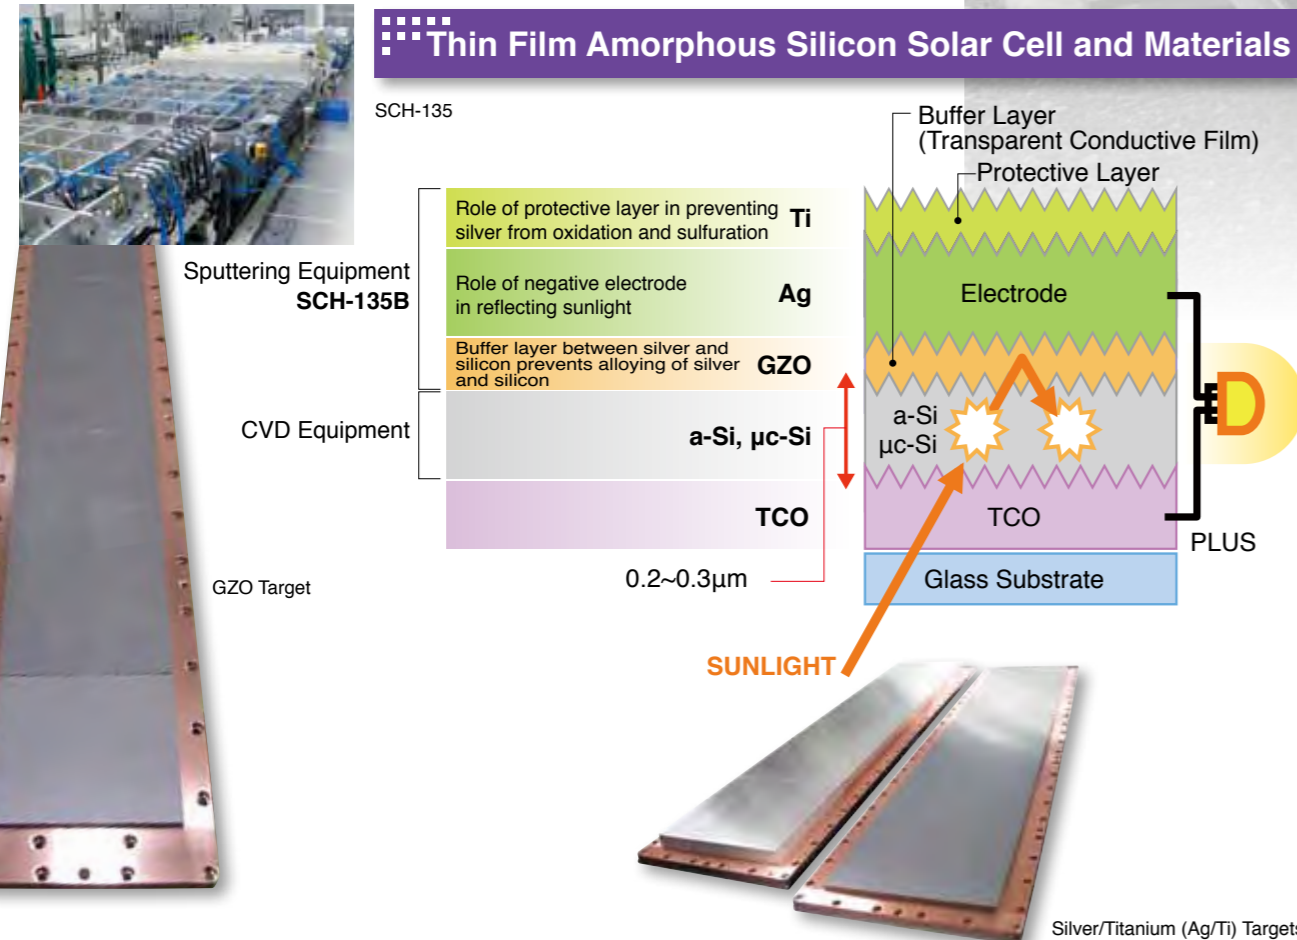 Thin Film Amorphous Silicon Solar Cell and Materials
SCH-135
Buffer Layer
(Transparent Conductive Film)
Protective Layer
Role of protective layer in preventing
silver from oxidation and sulfuration
Ti
Sputtering Equipment
SCH-135B
Role of negative electrode
in reflecting sunlight
Ag
Electrode
Buffer layer between silver and
silicon prevents alloying of silver
and silicon
GZO
CVD Equipment
a-Si, µc-Si
a-Si
µc-Si
TCO
TCO
PLUS
GZO Target
0.2~0.3µm
Glass Substrate
SUNLIGHT
Silver/Titanium (Ag/Ti) Targets